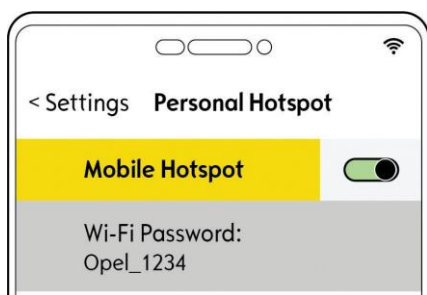 < Settings Personal Hotspot
Mobile Hotspot
Wi-Fi Password:
Opel_1234